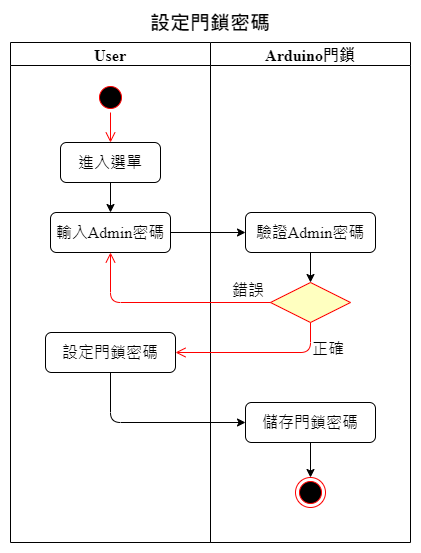 設定門鎖密碼
User
Arduino門鎖
進入選單
輸入Admin密碼
驗證Admin密碼
錯誤
正確
設定門鎖密碼
儲存門鎖密碼